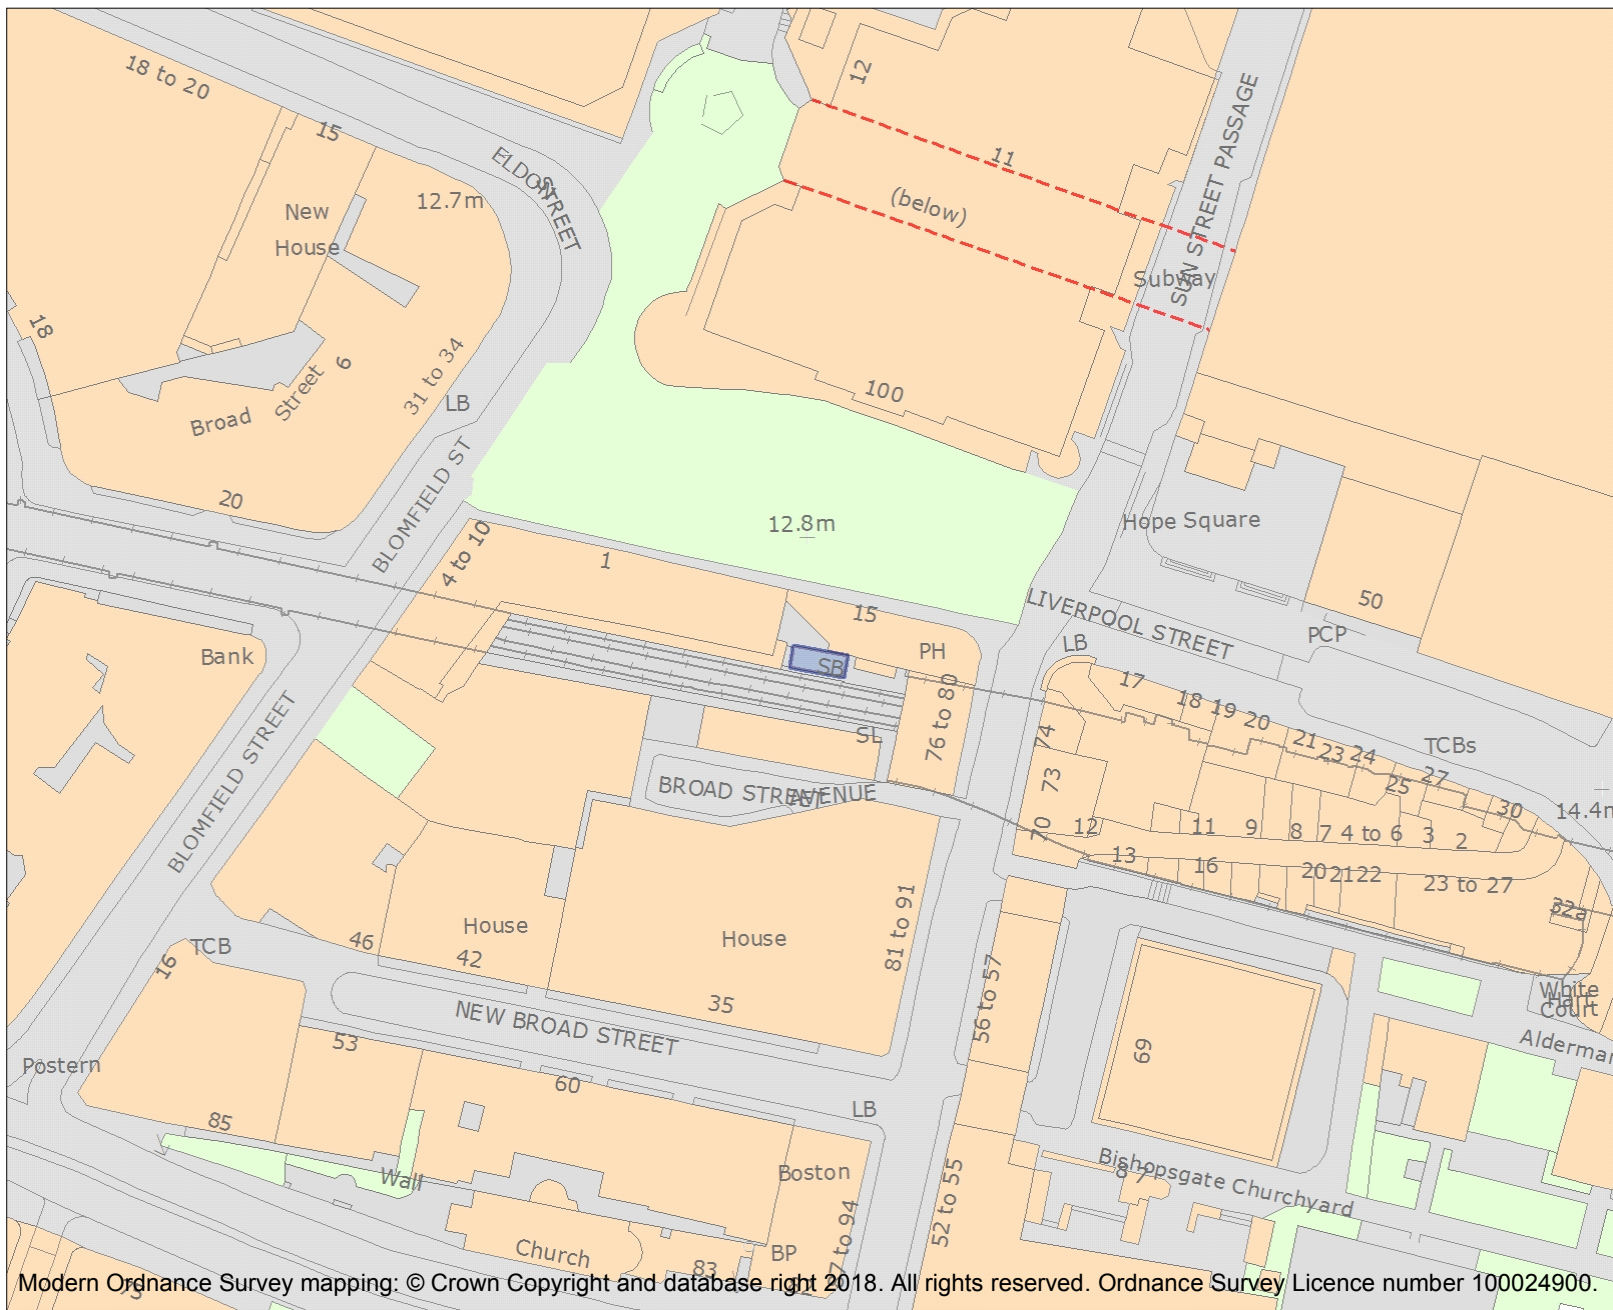 18 to 20
15
12
11
ELDON STREET
SUN STREET PASSAGE
New
House
12.7m
(below)
Subway
18
6
31 to 34
Broad
Street
LB
100
20
BLOMFIELD ST
12.8m
Hope Square
4 to 10
1
15
50
LIVERPOOL STREET
PCP
LB
Bank
SB
PH
17
18
19
20
76 to 80
74
21
23
24
TCBs
SL
27
25
73
BROAD STREET AVENUE
30
14.4m
70
12
11
9
8
7
4 to 6
3
2
BLOMFIELD STREET
13
16
20
21
22
23 to 27
32a
House
House
81 to 91
46
42
TCB
16
56 to 57
White
Hart
Court
35
NEW BROAD STREET
Alderman
53
69
Postern
60
LB
85
Wall
Boston
8
7
Bishopsgate Churchyard
52 to 55
87 to 94
Church
BP
83
82
73
Modern Ordnance Survey mapping: © Crown Copyright and database right 2018. All rights reserved. Ordnance Survey Licence number 100024900.